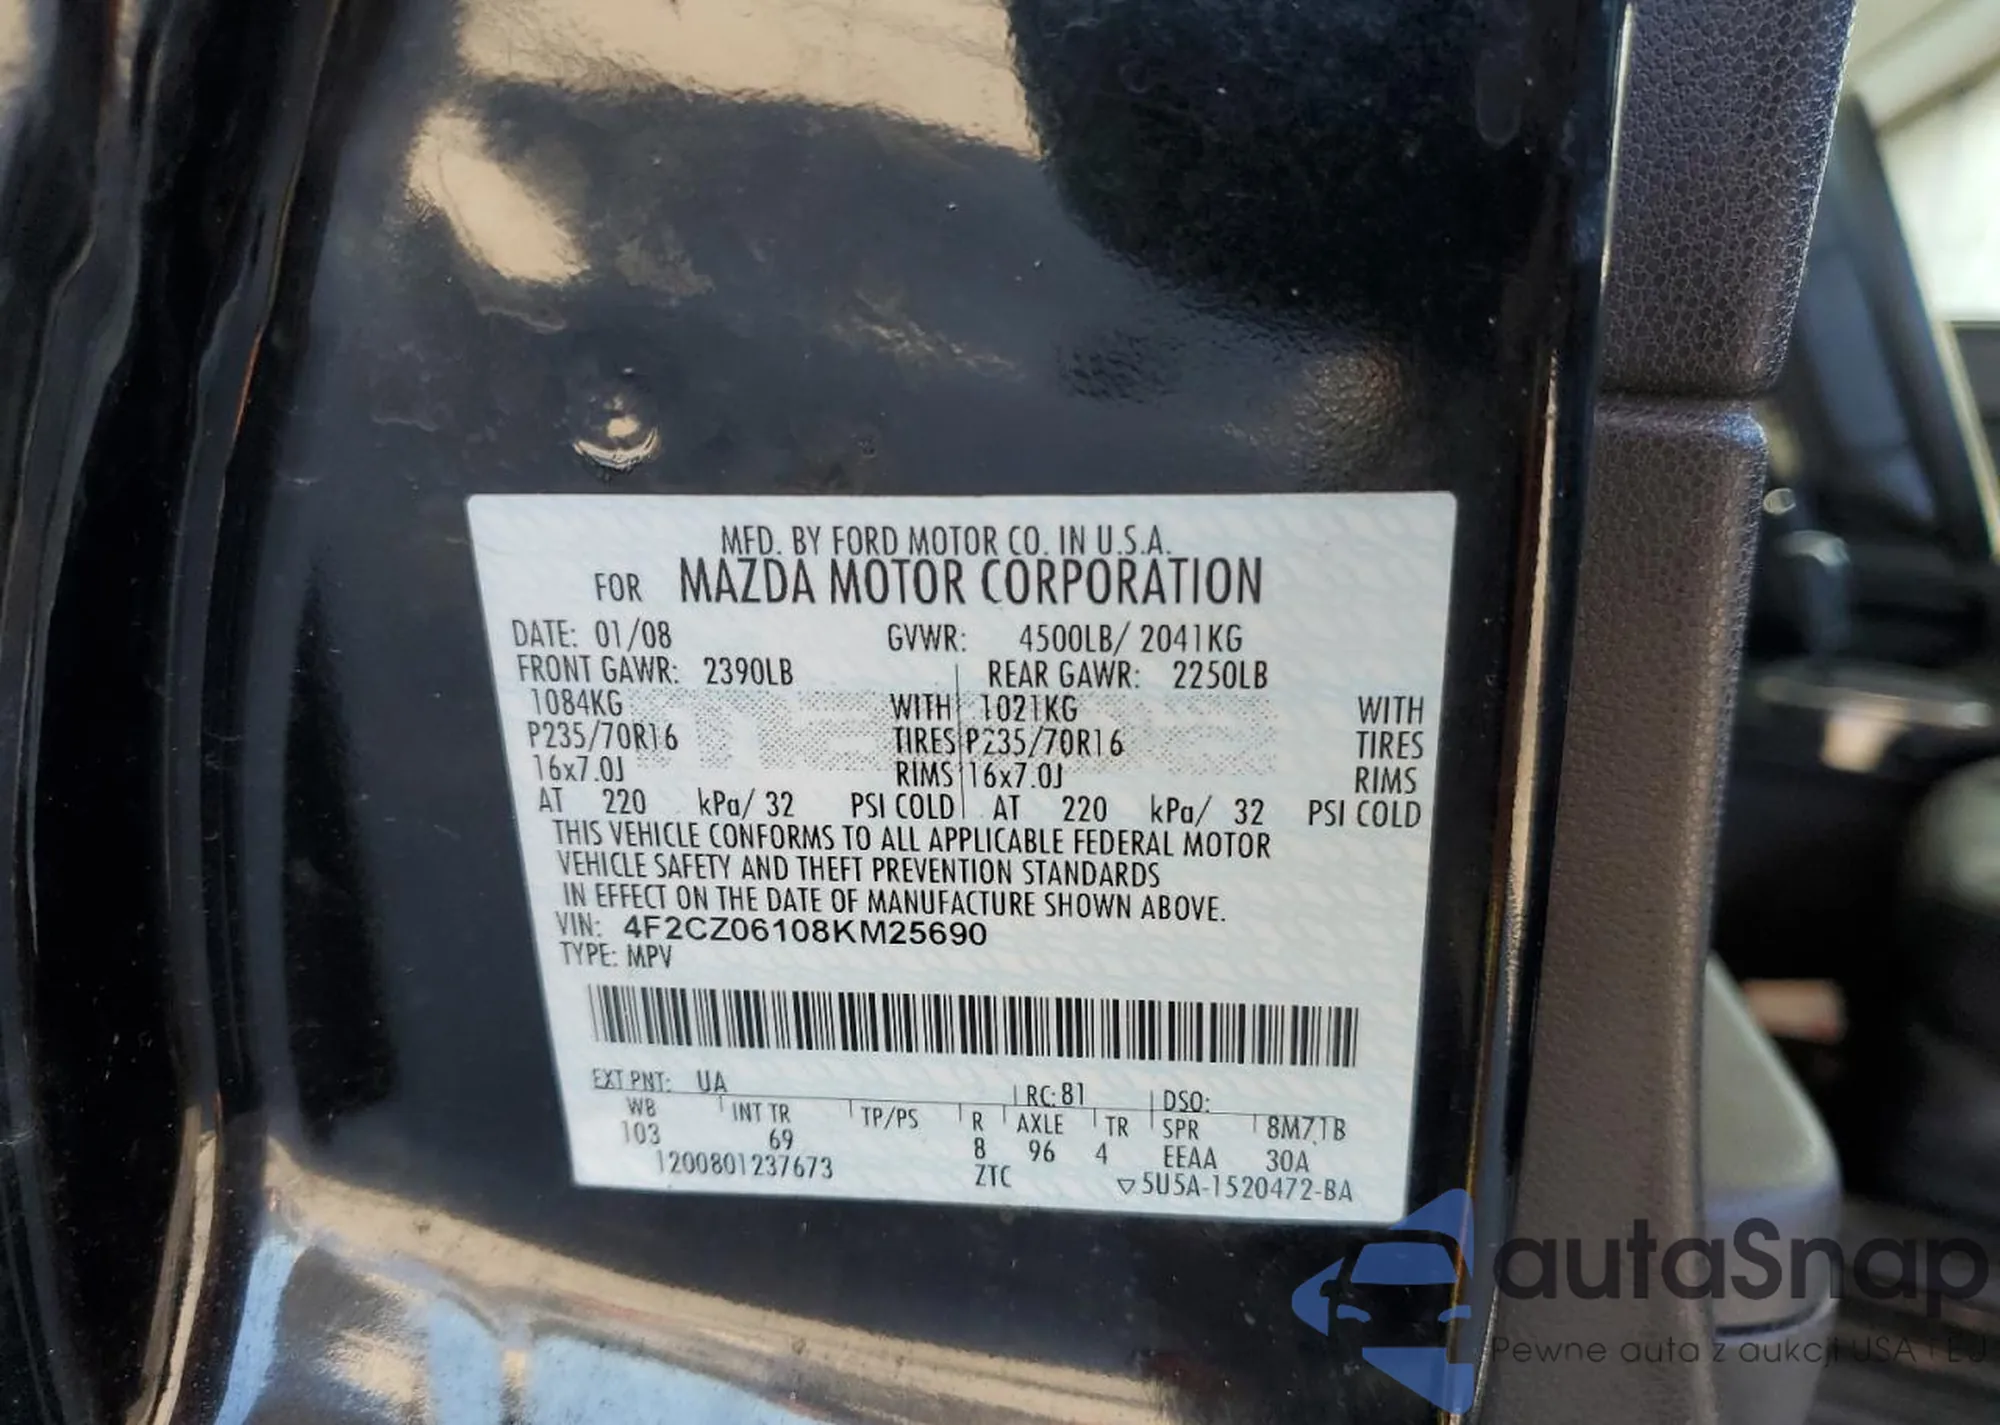 MFD. BY FORD MOTOR CO. IN U.S.A.
FOR MAZDA MOTOR CORPORATION
DATE: 01/08 GVWR: 4500LB/ 2041KG
FRONT GAWR: 2390LB REAR GAWR: 2250LB
1084KG WITH 1021KG WITH
P235/70R16 TIRES P235/70R16 TIRES
16x7.0J RIMS 16x7.0J RIMS
AT 220 kPa/ 32 PSI COLD AT 220 kPa/ 32 PSI COLD
THIS VEHICLE CONFORMS TO ALL APPLICABLE FEDERAL MOTOR
VEHICLE SAFETY AND THEFT PREVENTION STANDARDS
IN EFFECT ON THE DATE OF MANUFACTURE SHOWN ABOVE.
VIN: 4F2CZ06108KM25690
TYPE: MPV
EXT PNT: UA RC: 81 DSO:
WB INT TR TP/PS R AXLE TR SPR 8M71B
103 69 8 96 4 EEAA 30A
1200801237673 ZTC ▽5U5A-1520472-BA
autaSnap
Pewne auta z aukcji USA i EU